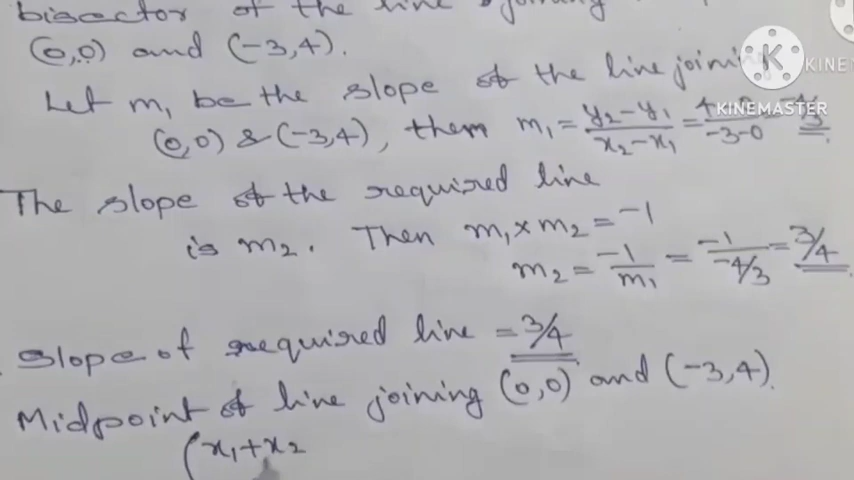 bisector of the line joining
(0,0) and (-3,4).
Let m₁ be the slope of the line joining
(0,0) & (-3,4), then m₁ = y₂-y₁/x₂-x₁ = /-3-0
The slope of the required line
is m₂. Then m₁ x m₂ = -1
m₂ = -1/m₁ = -1/-4/3 = 3/4
Slope of required line = 3/4
Midpoint of line joining (0,0) and (-3,4).
(x₁+x₂
K
KINEMASTER
KINE